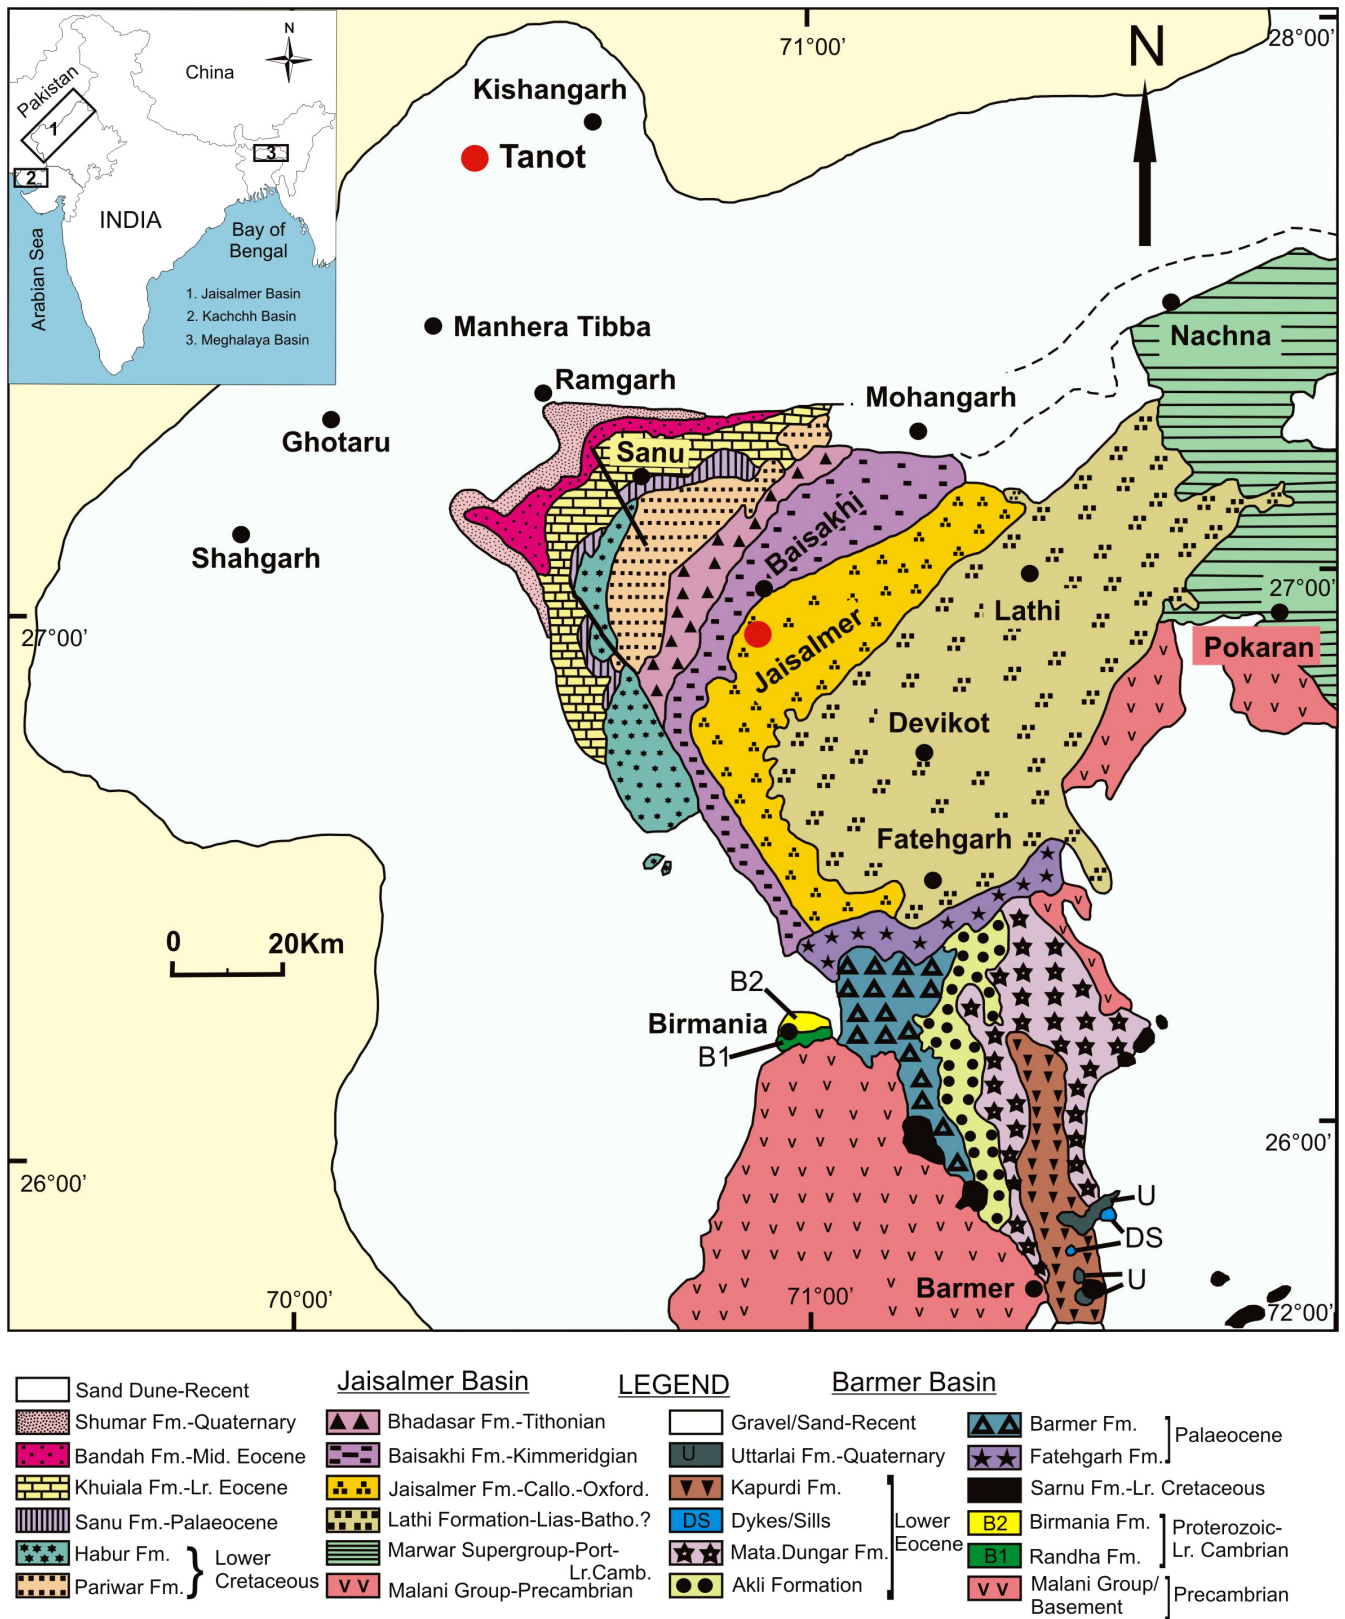 N
China
Pakistan
1
2
3
INDIA
Bay of
Bengal
Arabian Sea
1. Jaisalmer Basin
2. Kachchh Basin
3. Meghalaya Basin
71°00'
28°00'
N
Kishangarh
Tanot
Manhera Tibba
Nachna
Ramgarh
Mohangarh
Ghotaru
Sanu
Shahgarh
Baisakhi
27°00'
Lathi
27°00'
Pokaran
Jaisalmer
Devikot
Fatehgarh
0 20Km
B2
Birmania
B1
26°00'
26°00'
U
DS
U
Barmer
70°00'
71°00'
72°00'
Jaisalmer Basin
LEGEND
Barmer Basin
Sand Dune-Recent
Shumar Fm.-Quaternary
Bandah Fm.-Mid. Eocene
Khuiala Fm.-Lr. Eocene
Sanu Fm.-Palaeocene
Habur Fm.
Pariwar Fm.
Lower
Cretaceous
Bhadasar Fm.-Tithonian
Baisakhi Fm.-Kimmeridgian
Jaisalmer Fm.-Callo.-Oxford.
Lathi Formation-Lias-Batho.?
Marwar Supergroup-Port-
Lr.Camb.
Malani Group-Precambrian
Gravel/Sand-Recent
U Uttarlai Fm.-Quaternary
Kapurdi Fm.
DS Dykes/Sills
Mata.Dungar Fm.
Akli Formation
Lower
Eocene
Barmer Fm.
Fatehgarh Fm.
Palaeocene
Sarnu Fm.-Lr. Cretaceous
B2 Birmania Fm.
B1 Randha Fm.
Proterozoic-
Lr. Cambrian
Malani Group/
Basement
Precambrian